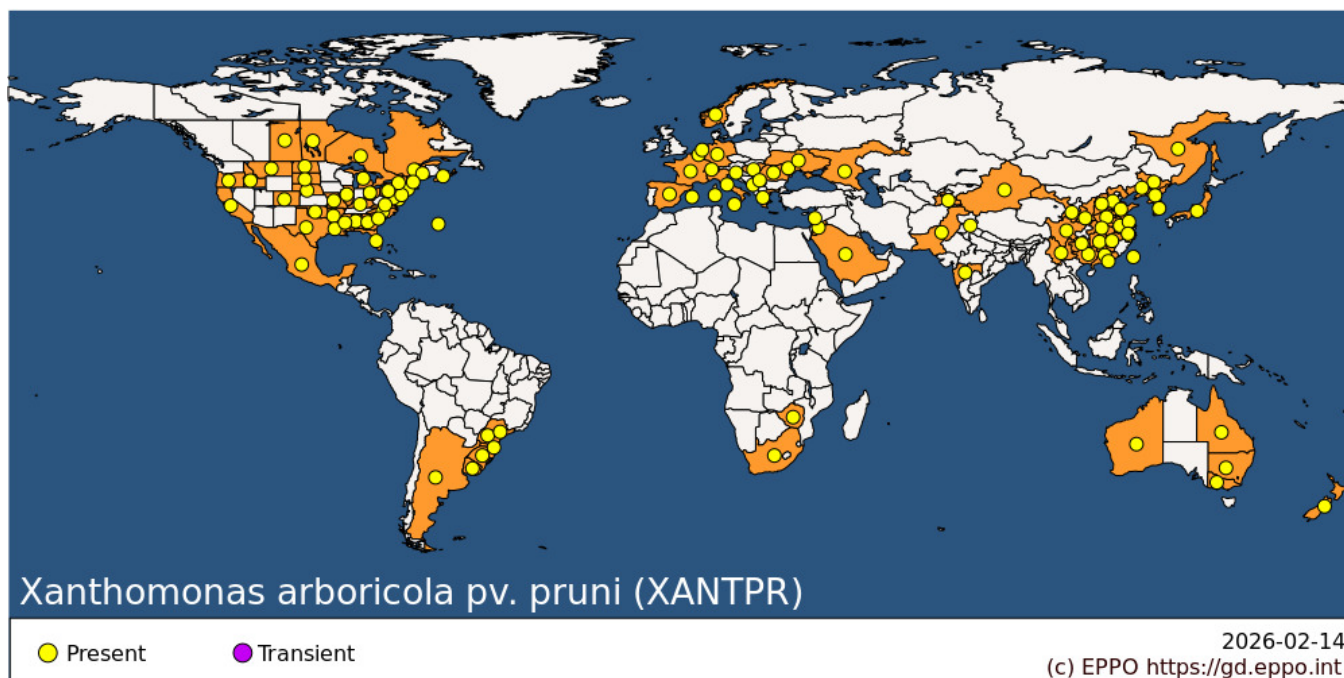 Xanthomonas arboricola pv. pruni (XANTPR)
Present
Transient
2026-02-14
(c) EPPO https://gd.eppo.int